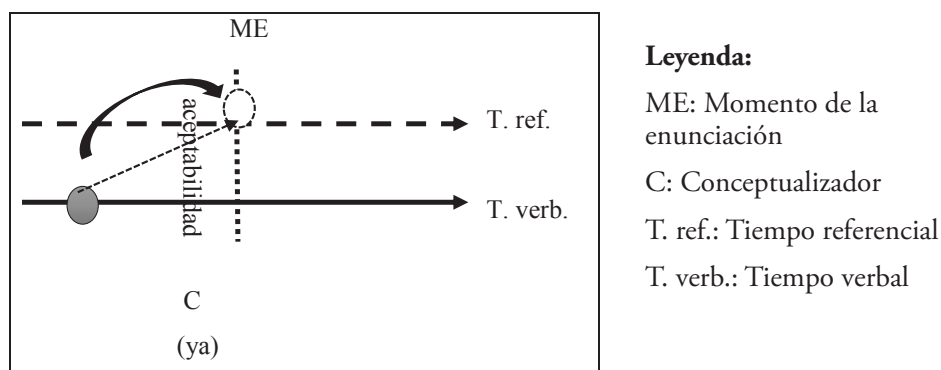 ME
aceptabilidad
T. ref.
T. verb.
C
(ya)
Leyenda:
ME: Momento de la
enunciación
C: Conceptualizador
T. ref.: Tiempo referencial
T. verb.: Tiempo verbal